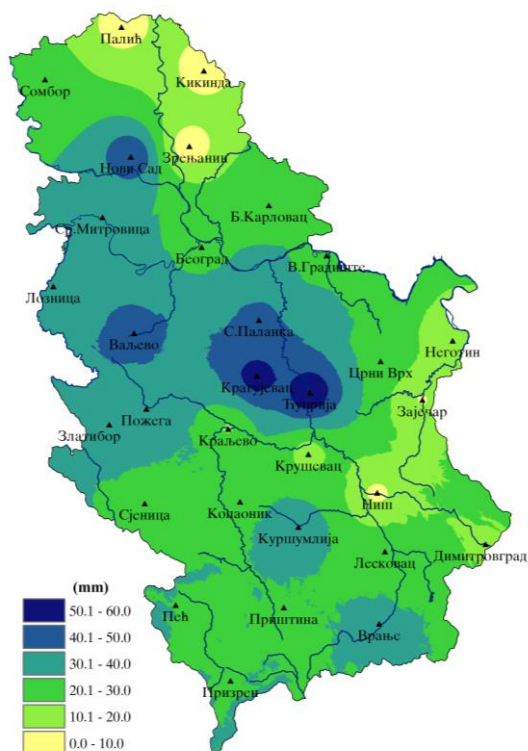 Палић
Кикинда
Сомбор
Зрењанин
Нови Сад
Б.Карловац
Ср.Митровица
Београд
В.Градиште
Лозница
С.Паланка
Ваљево
Неготин
Црни Врх
Крагујевац
Ћуприја
Зајечар
Пожега
Златибор
Краљево
Крушевац
Ниш
Сјеница
Копаоник
Куршумлија
Димитровград
Лесковац
Пећ
Приштина
Врање
Призрен
(mm)
50.1 - 60.0
40.1 - 50.0
30.1 - 40.0
20.1 - 30.0
10.1 - 20.0
0.0 - 10.0